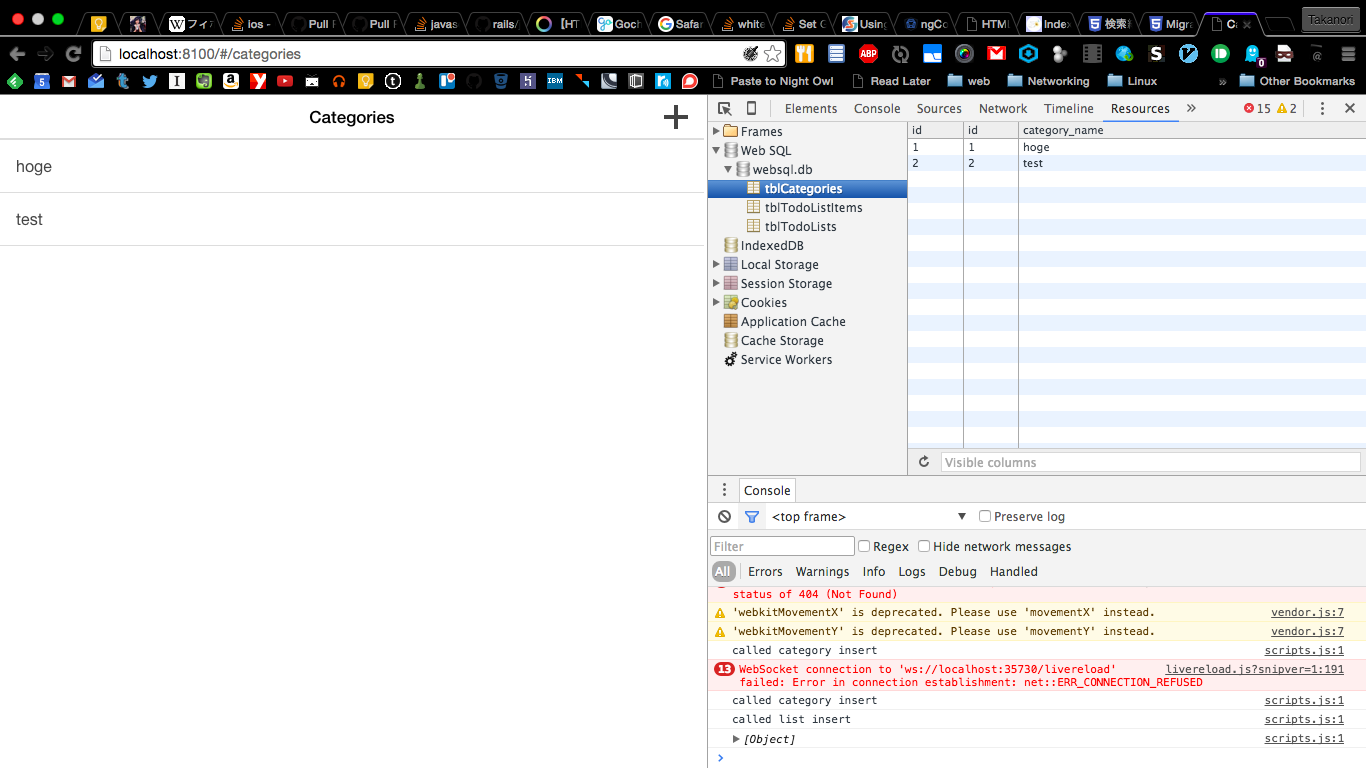 ios -
Pull F
Pull F
javas
rails/
【HT
Goch
Safar
white
Set C
Using
ngCo
HTMl
Index
Migra
Takanori
localhost:8100/#/categories
Paste to Night Owl
Read Later
web
Networking
Linux
»
Other Bookmarks
Categories
hoge
test
Elements
Console
Sources
Network
Timeline
Resources
»
15
2
Frames
Web SQL
websql.db
tblCategories
tblTodoListItems
tblTodoLists
IndexedDB
Local Storage
Session Storage
Cookies
Application Cache
Cache Storage
Service Workers
id id category_name
1 1 hoge
2 2 test
Visible columns
Console
<top frame>
Preserve log
Filter
Regex
Hide network messages
All
Errors
Warnings
Info
Logs
Debug
Handled
status of 404 (Not Found)
'webkitMovementX' is deprecated. Please use 'movementX' instead. vendor.js:7
'webkitMovementY' is deprecated. Please use 'movementY' instead. vendor.js:7
called category insert scripts.js:1
13 WebSocket connection to 'ws://localhost:35730/livereload' livereload.js?snipver=1:191
failed: Error in connection establishment: net::ERR_CONNECTION_REFUSED
called category insert scripts.js:1
called list insert scripts.js:1
[Object] scripts.js:1